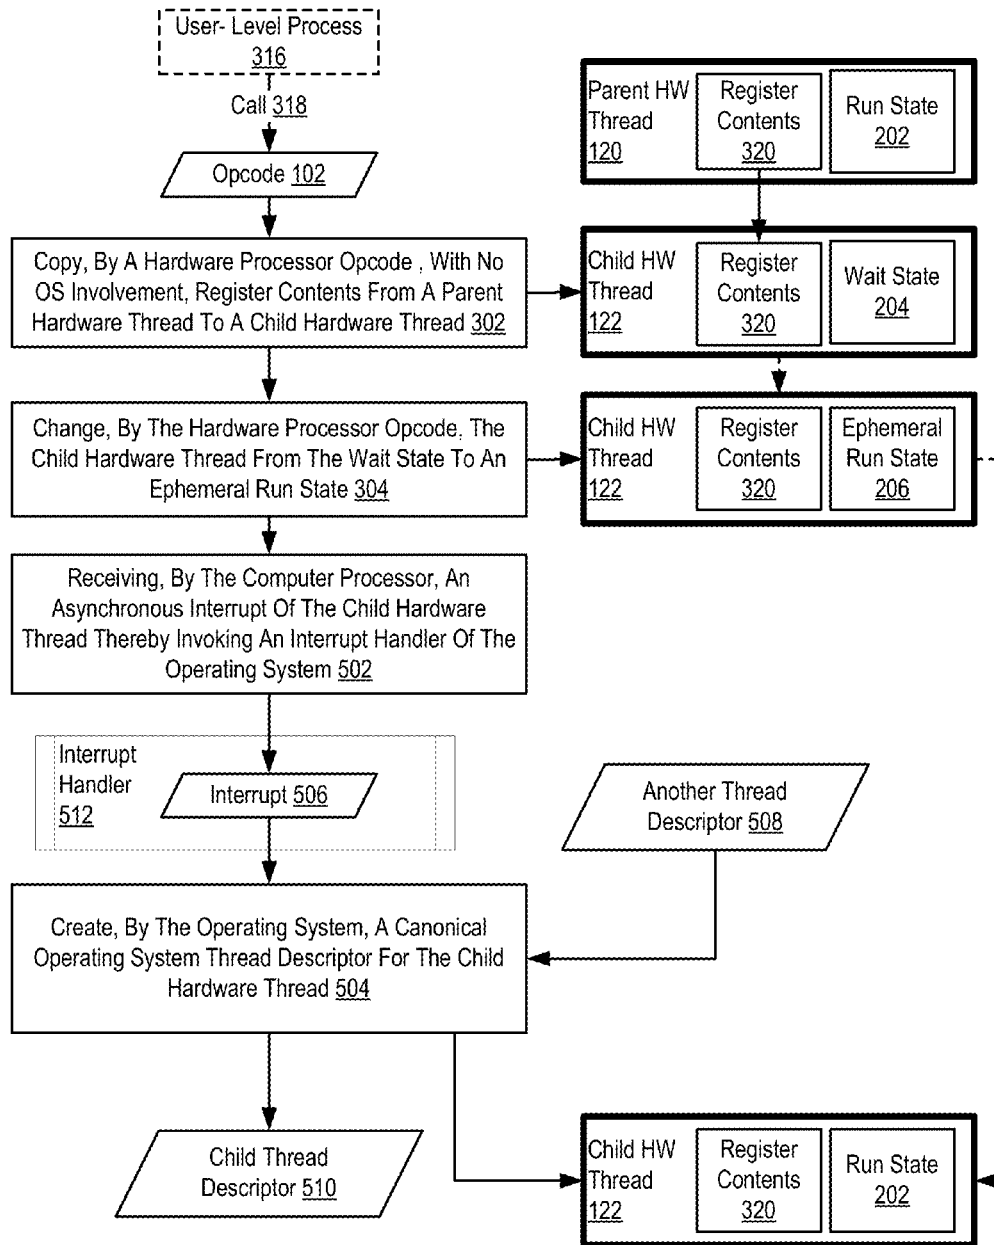 User- Level Process
316
Call 318
Opcode 102
Parent HW
Thread
120
Register
Contents
320
Run State
202
Copy, By A Hardware Processor Opcode , With No
OS Involvement, Register Contents From A Parent
Hardware Thread To A Child Hardware Thread 302
Child HW
Thread
122
Register
Contents
320
Wait State
204
Change, By The Hardware Processor Opcode, The
Child Hardware Thread From The Wait State To An
Ephemeral Run State 304
Child HW
Thread
122
Register
Contents
320
Ephemeral
Run State
206
Receiving, By The Computer Processor, An
Asynchronous Interrupt Of The Child Hardware
Thread Thereby Invoking An Interrupt Handler Of The
Operating System 502
Interrupt
Handler
512
Interrupt 506
Another Thread
Descriptor 508
Create, By The Operating System, A Canonical
Operating System Thread Descriptor For The Child
Hardware Thread 504
Child Thread
Descriptor 510
Child HW
Thread
122
Register
Contents
320
Run State
202